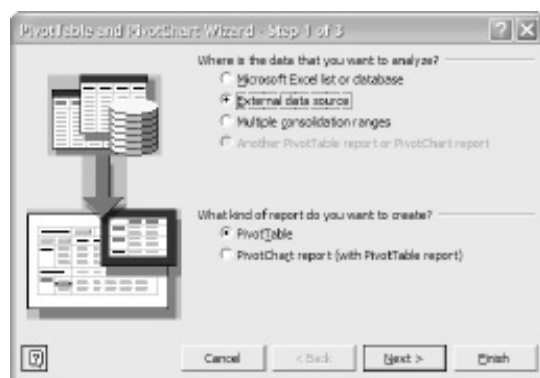 PivotTable and PivotChart Wizard - Step 1 of 3
Where is the data that you want to analyze?
Microsoft Excel list or database
External data source
Multiple consolidation ranges
Another PivotTable report or PivotChart report
What kind of report do you want to create?
PivotTable
PivotChart report (with PivotTable report)
Cancel
< Back
Next >
Finish